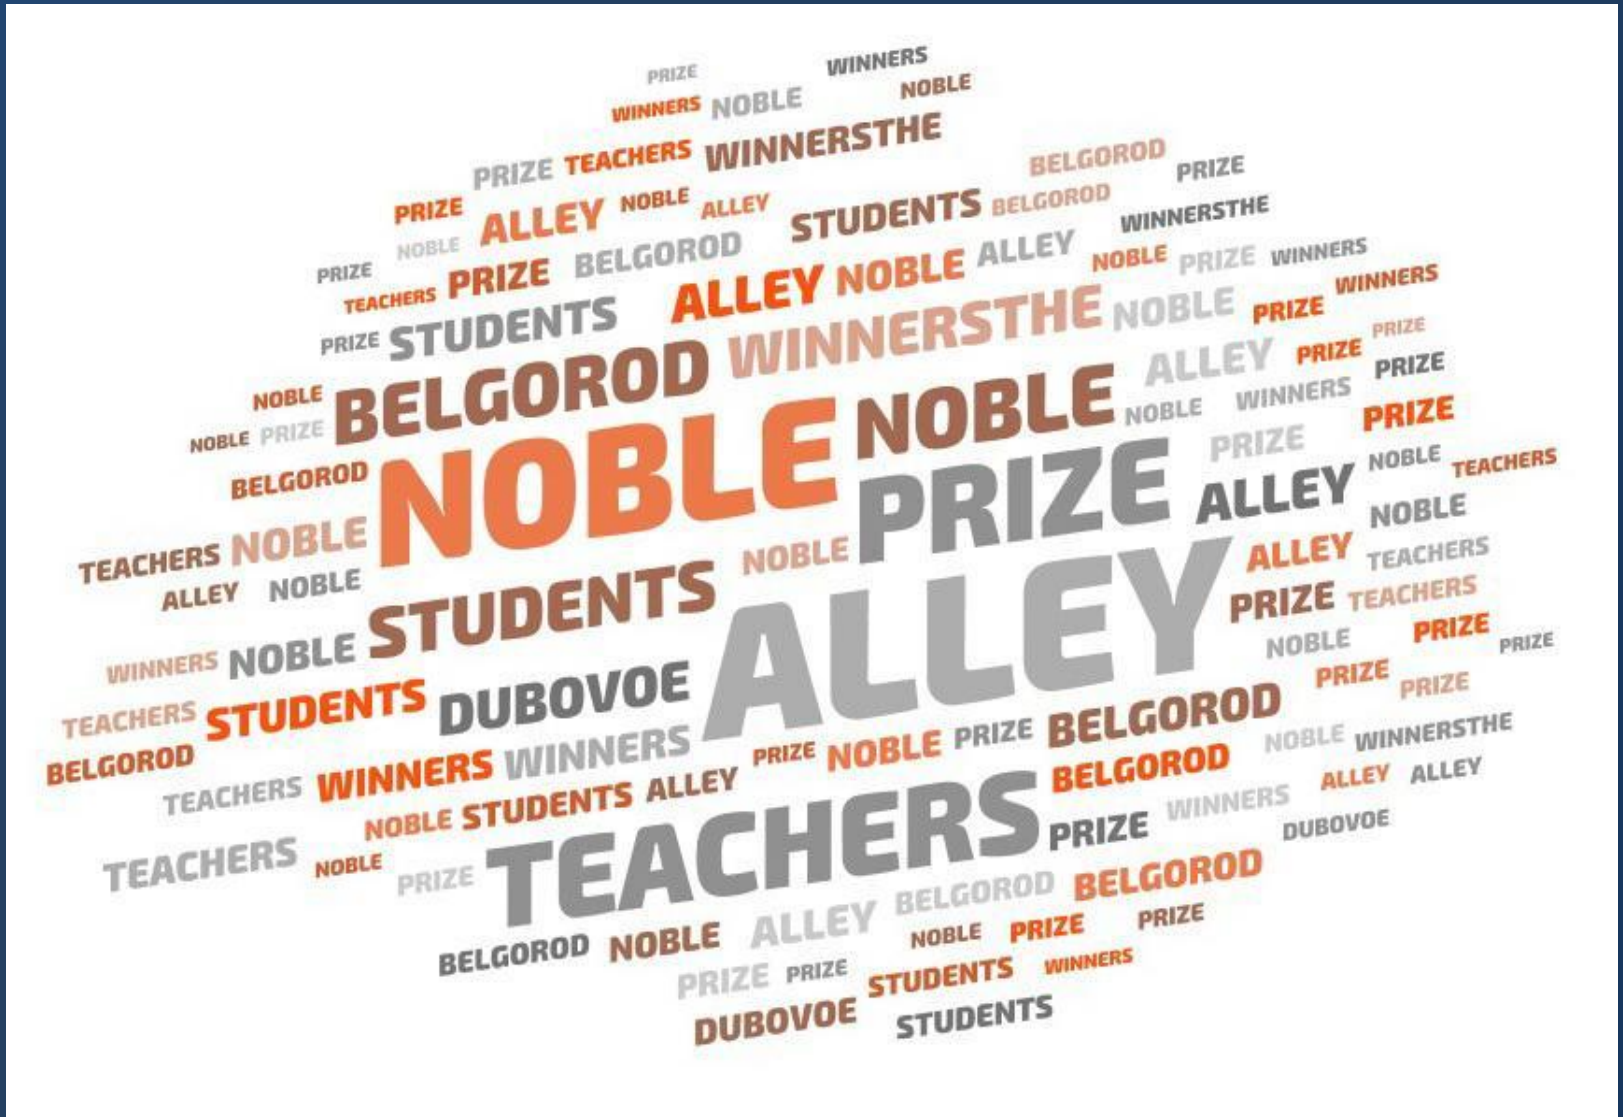 PRIZE
WINNERS
WINNERS NOBLE
NOBLE
PRIZE TEACHERS WINNERSTHE
BELGOROD
PRIZE
PRIZE ALLEY NOBLE ALLEY
STUDENTS BELGOROD
WINNERSTHE
NOBLE
PRIZE
TEACHERS PRIZE BELGOROD
ALLEY NOBLE ALLEY
NOBLE PRIZE WINNERS
PRIZE STUDENTS
WINNERSTHE NOBLE PRIZE WINNERS
NOBLE BELGOROD
ALLEY PRIZE PRIZE
NOBLE PRIZE
NOBLE NOBLE
NOBLE WINNERS PRIZE
BELGOROD
PRIZE
PRIZE
PRIZE ALLEY NOBLE TEACHERS
TEACHERS NOBLE
ALLEY NOBLE
STUDENTS NOBLE
ALLEY
ALLEY TEACHERS
NOBLE
WINNERS NOBLE
PRIZE TEACHERS
NOBLE PRIZE PRIZE
TEACHERS STUDENTS DUBOVOE
PRIZE PRIZE
BELGOROD
TEACHERS WINNERS WINNERS
PRIZE NOBLE PRIZE BELGOROD
NOBLE WINNERSTHE
NOBLE STUDENTS ALLEY
BELGOROD
TEACHERS NOBLE PRIZE TEACHERS
PRIZE WINNERS ALLEY ALLEY
DUBOVOE
BELGOROD NOBLE ALLEY BELGOROD BELGOROD
NOBLE PRIZE PRIZE
PRIZE PRIZE STUDENTS WINNERS
DUBOVOE STUDENTS